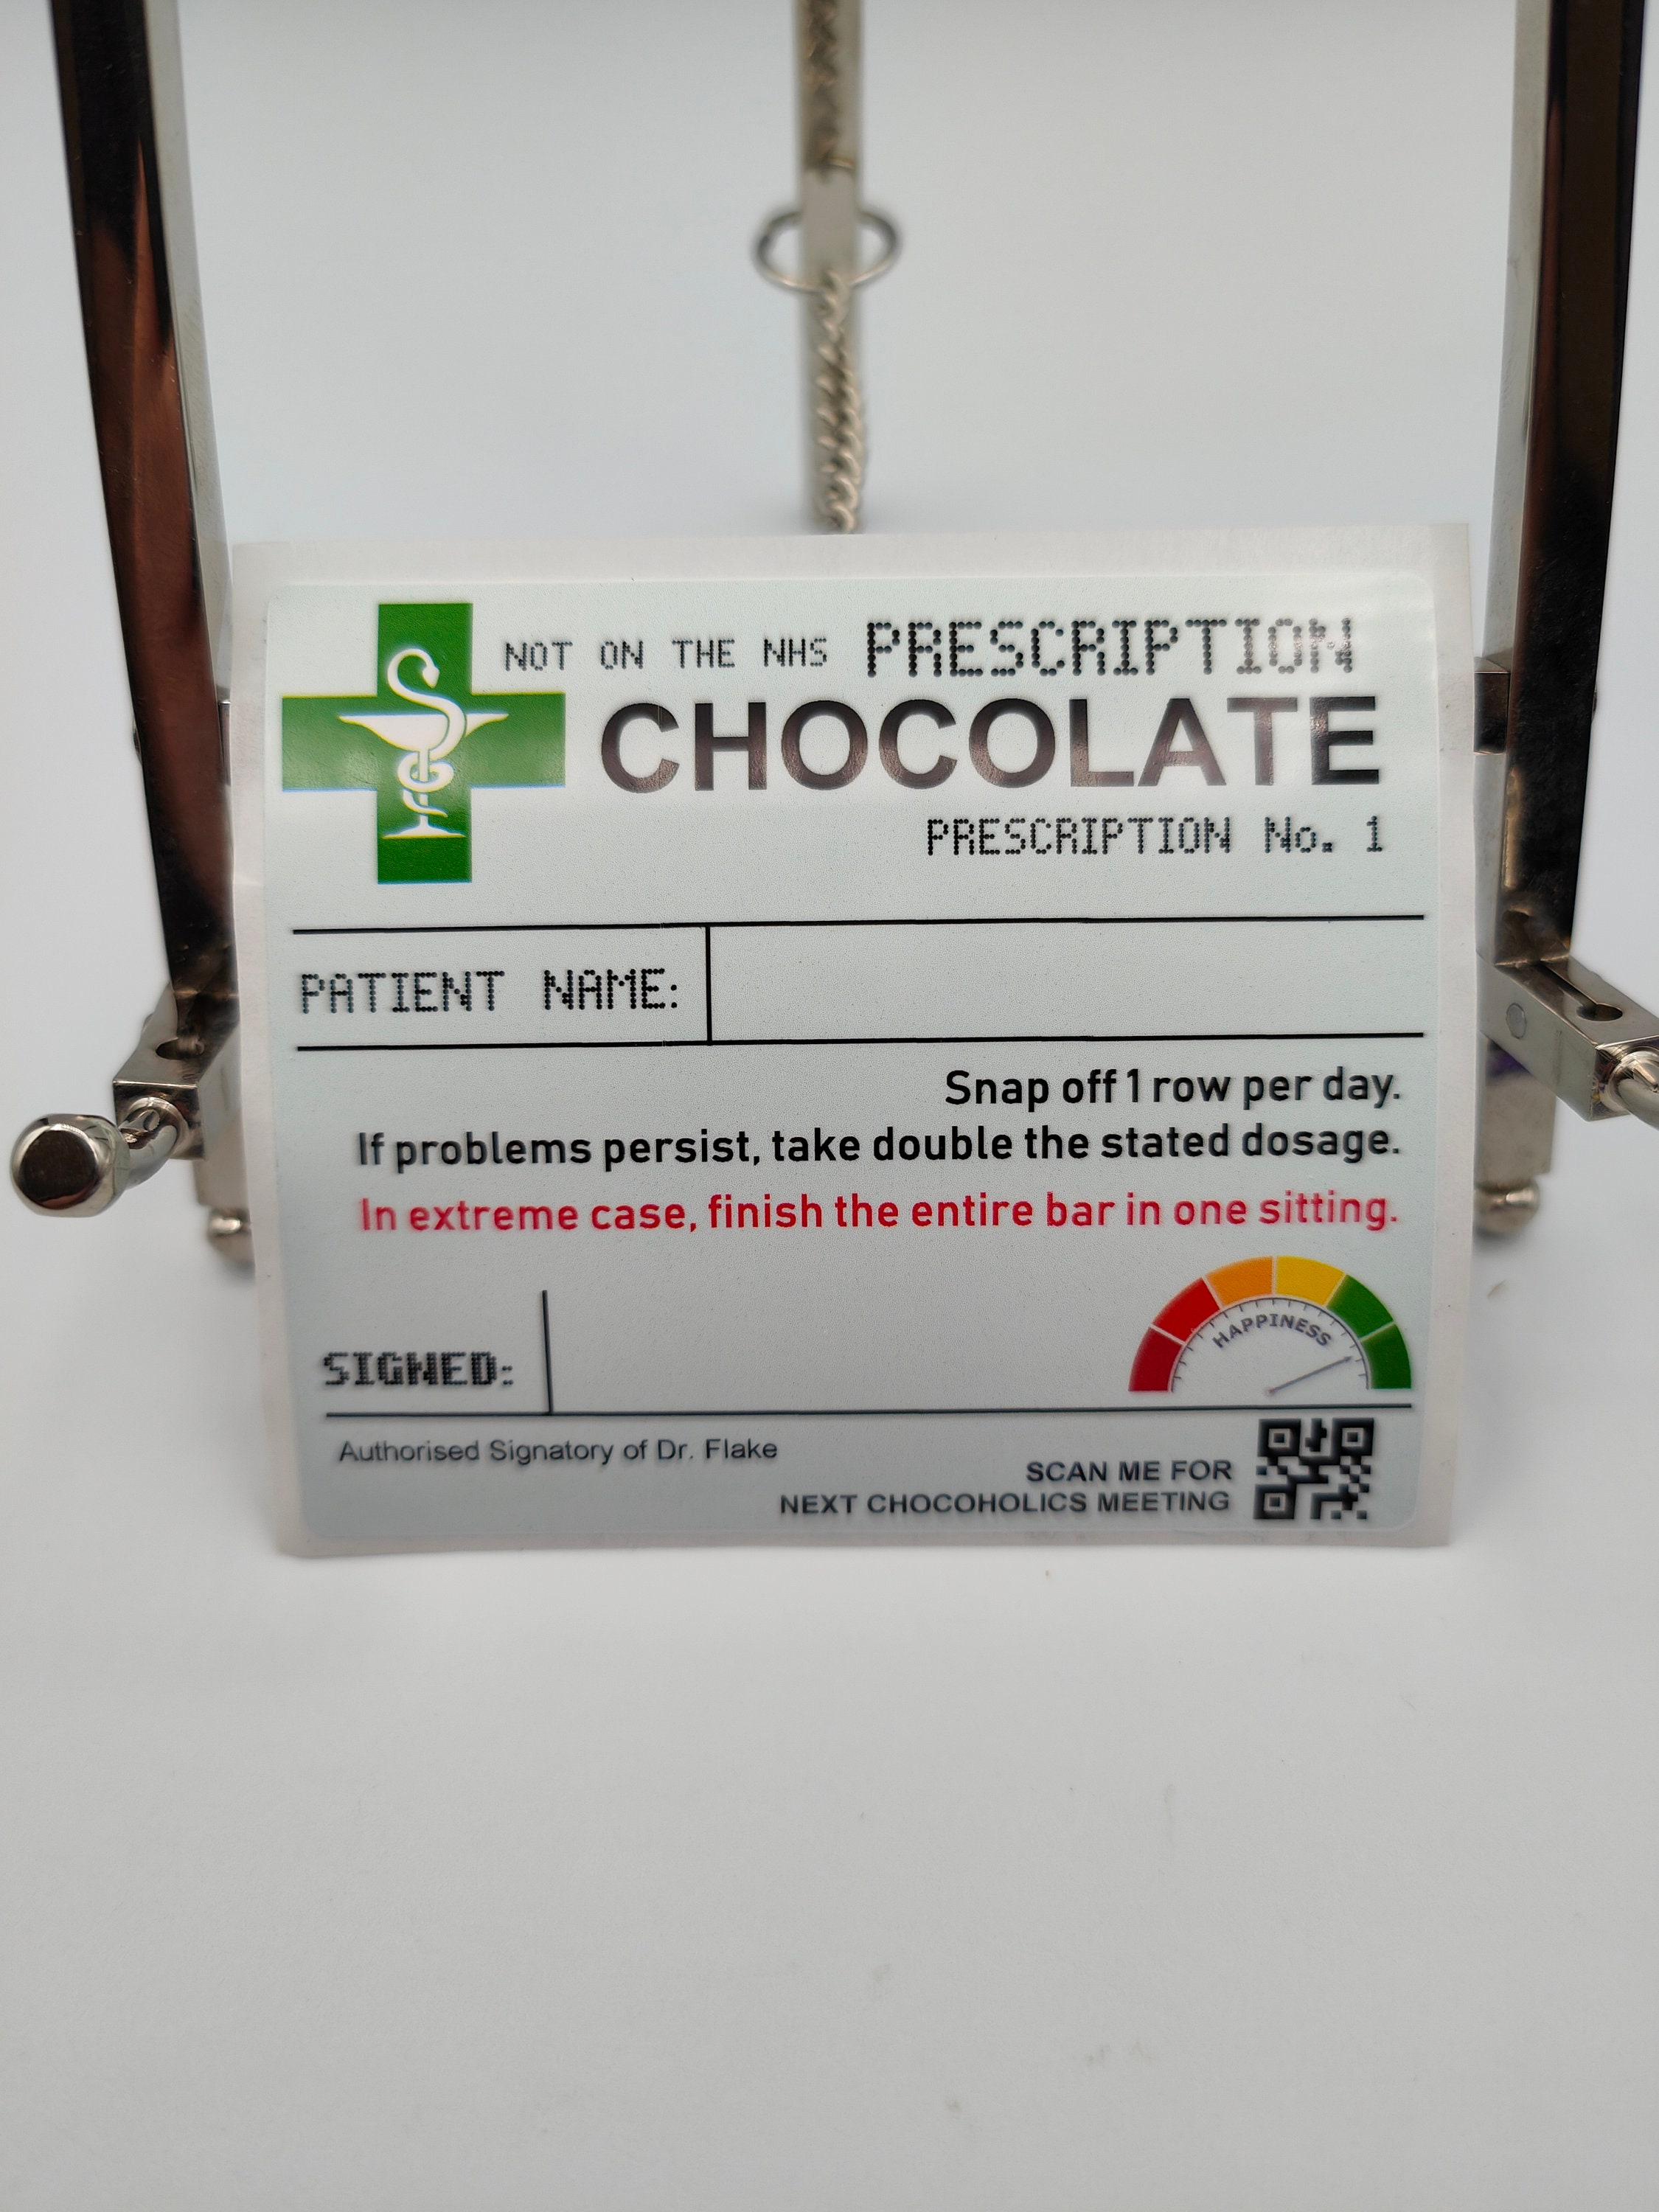 NOT ON THE NHS PRESCRIPTION
CHOCOLATE
PRESCRIPTION No. 1
PATIENT NAME:
Snap off 1 row per day.
If problems persist, take double the stated dosage.
In extreme case, finish the entire bar in one sitting.
HAPPINESS
SIGNED:
Authorised Signatory of Dr. Flake
SCAN ME FOR
NEXT CHOCOHOLICS MEETING